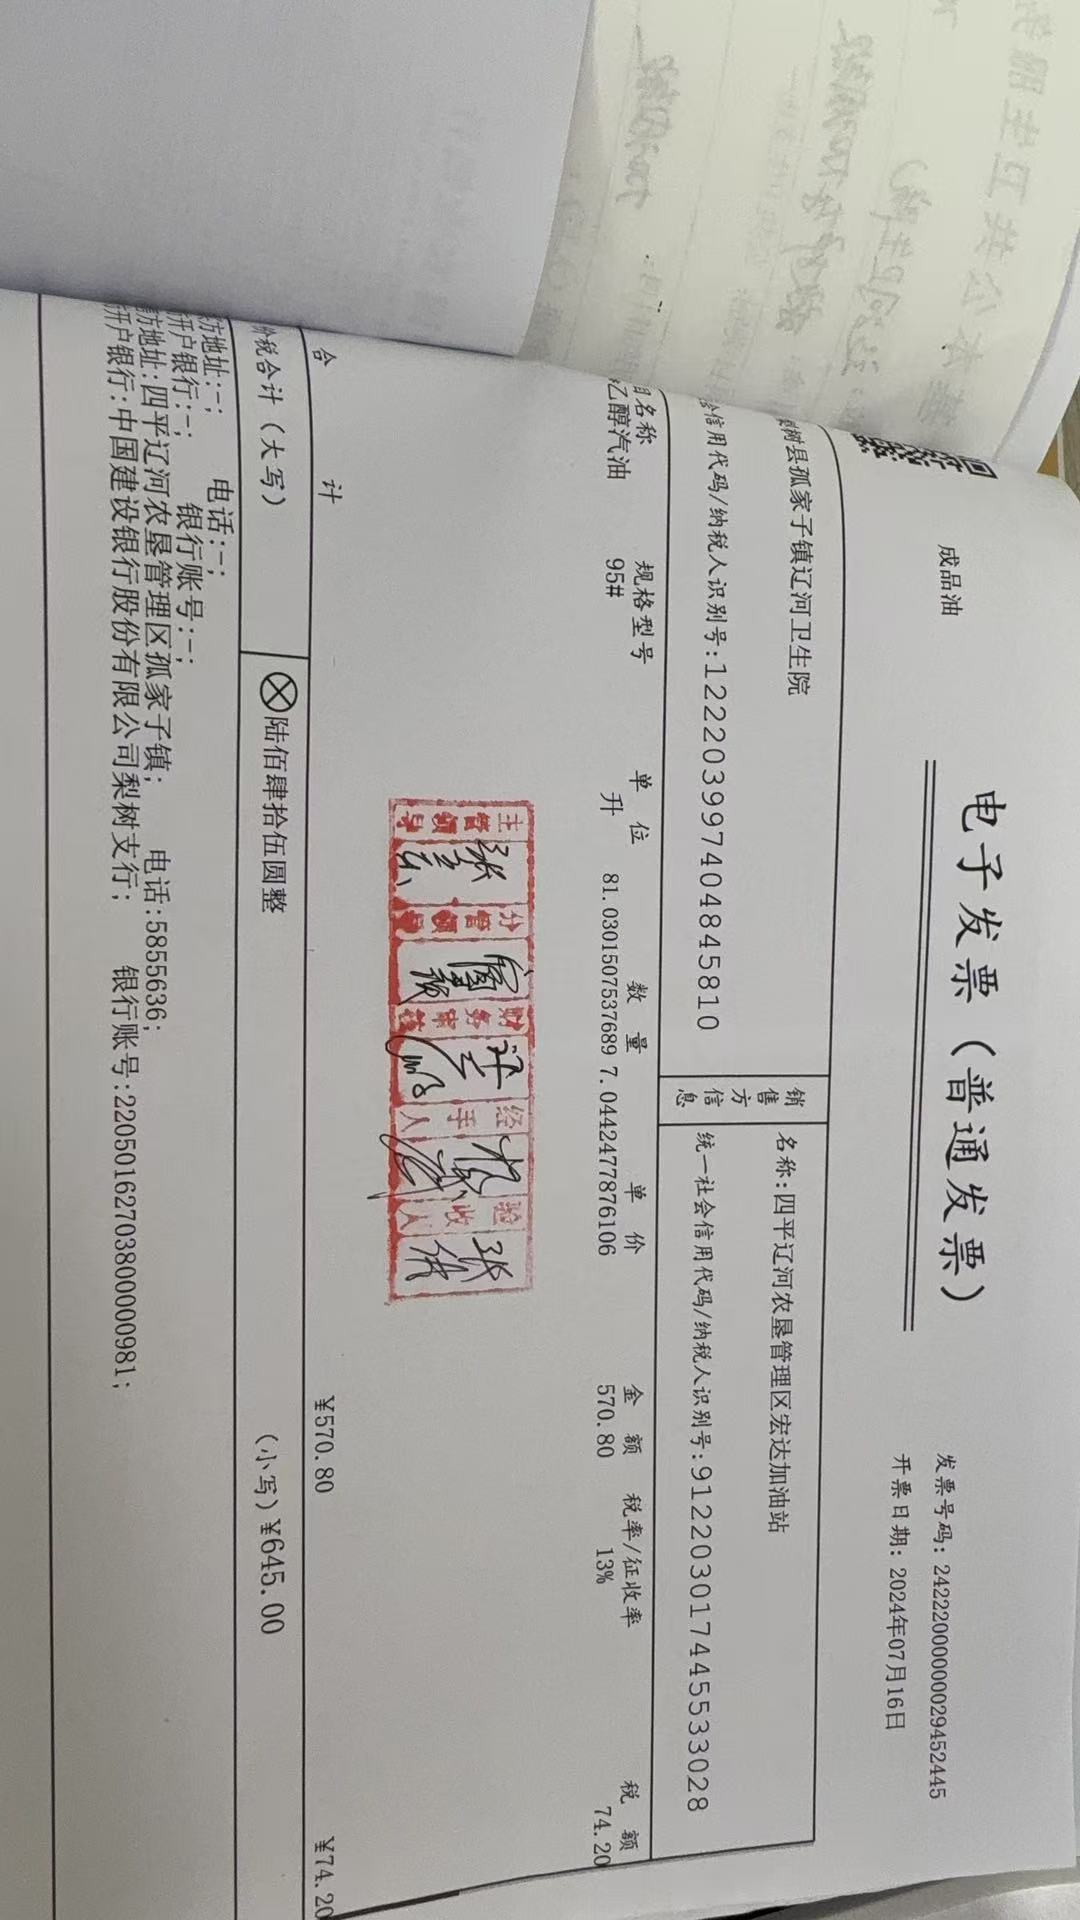 成品油
电子发票（普通发票）
发票号码：24222000000029452445
开票日期：2024年07月16日
树县孤家子镇辽河卫生院
信用代码/纳税人识别号：122203997404845810
销售方信息
名称：四平辽河农垦管理区宏达加油站
统一社会信用代码/纳税人识别号：912203017445533028
名称 规格型号 单位 数量 单价 金额 税率/征收率 税额
乙醇汽油 95# 升 81.0301507537689 7.0442477876106 570.80 13% 74.20
主管领导 分管领导 财务审核 经手人 验收人
合计 ¥570.80 ¥74.20
价税合计（大写） ⊗陆佰肆拾伍圆整 （小写）¥645.00
方地址：-； 电话：-；
开户银行：-； 银行账号：-；
方地址：四平辽河农垦管理区孤家子镇； 电话：5855636；
开户银行：中国建设银行股份有限公司梨树支行； 银行账号：22050162703800000981；